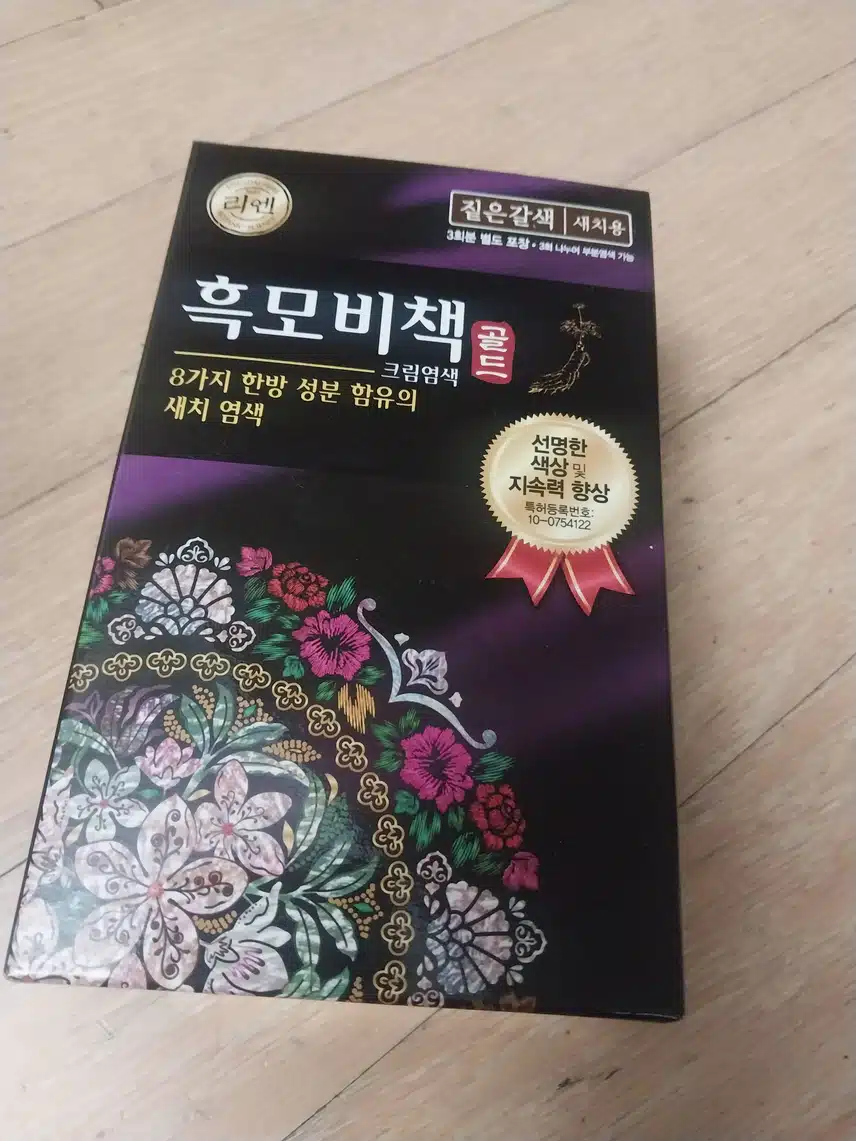 리엔
짙은갈색 | 새치용
3회분 별도 포장 • 3회 나누어 부분염색 가능
흑모비책
골드
크림염색
8가지 한방 성분 함유의
새치 염색
선명한
색상 및
지속력 향상
특허등록번호:
10-0754122